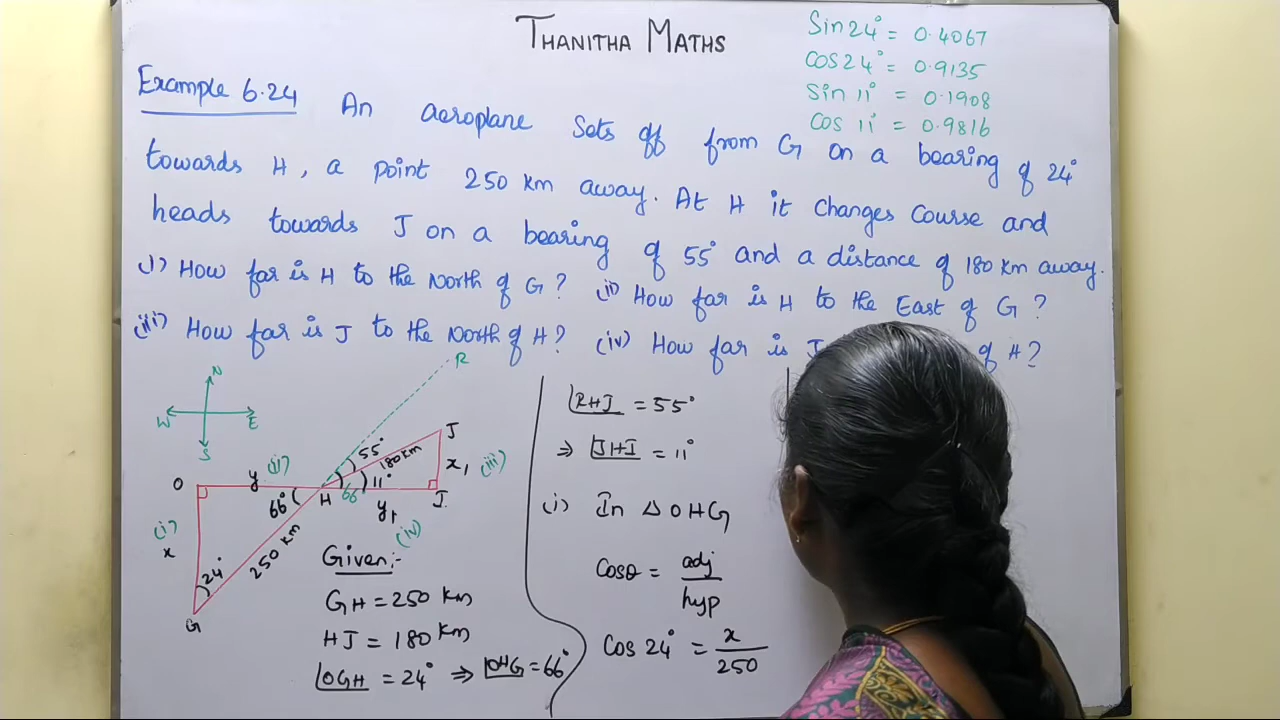 THANITHA MATHS
Sin 24° = 0.4067
COS 24° = 0.9135
Sin 11° = 0.1908
COS 11° = 0.9816
Example 6.24 An aeroplane sets off from G on a bearing of 24°
towards H, a point 250 km away. At H it changes course and
heads towards J on a bearing of 55° and a distance of 180 km away.
(i) How far is H to the North of G? (ii) How far is H to the East of G?
(iii) How far is J to the North of H? (iv) How far is J of H?
N
W E
S
R
J
55°
180 km
x₁ (iii)
O y (ii)
66° H 66 11° J
y₁
(iv)
(i)
x
24°
250 km
G
Given:-
GH = 250 km
HJ = 180 km
∠OGH = 24° ⇒ ∠OHG = 66°
∠RHJ = 55°
⇒ ∠JHI = 11°
(i) In △ OHG
Cosθ = adj/hyp
Cos 24° = x/250